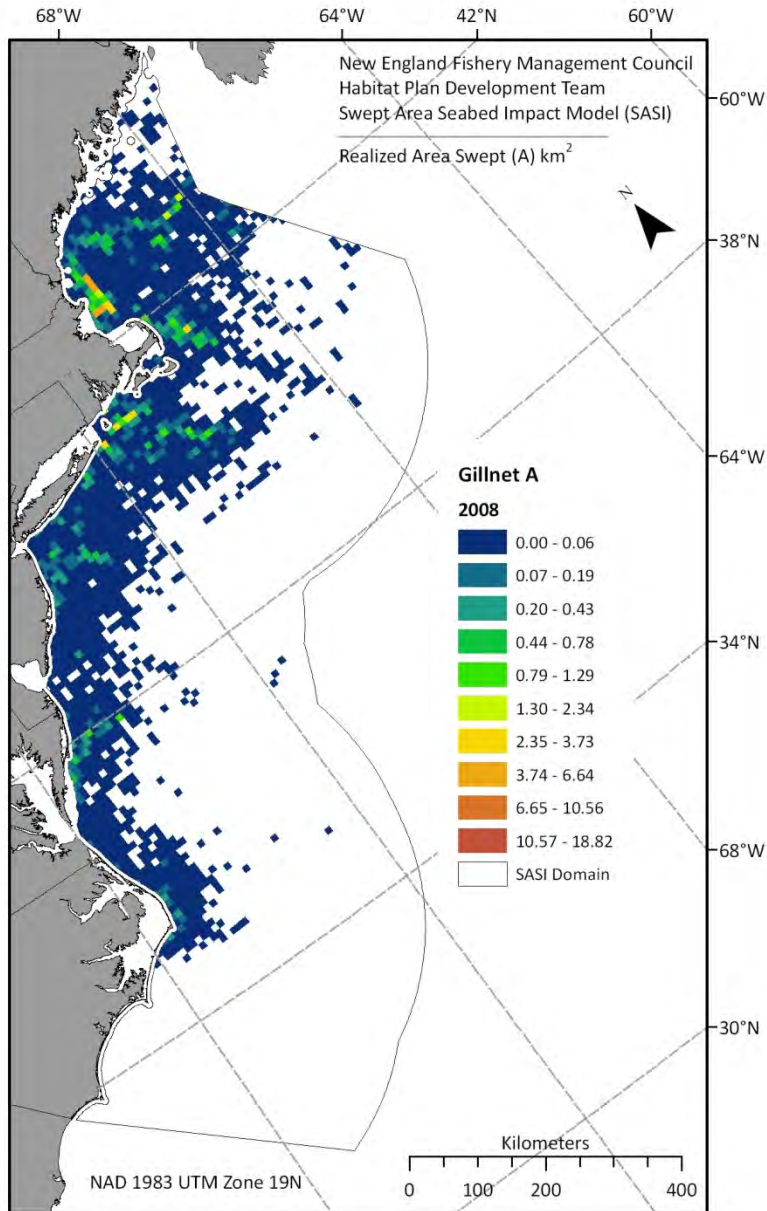 68°W 64°W 42°N 60°W
New England Fishery Management Council
Habitat Plan Development Team
Swept Area Seabed Impact Model (SASI)
Realized Area Swept (A) km²
60°W
N
38°N
64°W
Gillnet A
2008
0.00 - 0.06
0.07 - 0.19
0.20 - 0.43
0.44 - 0.78
0.79 - 1.29
1.30 - 2.34
2.35 - 3.73
3.74 - 6.64
6.65 - 10.56
10.57 - 18.82
SASI Domain
34°N
68°W
30°N
Kilometers
0 100 200 400
NAD 1983 UTM Zone 19N